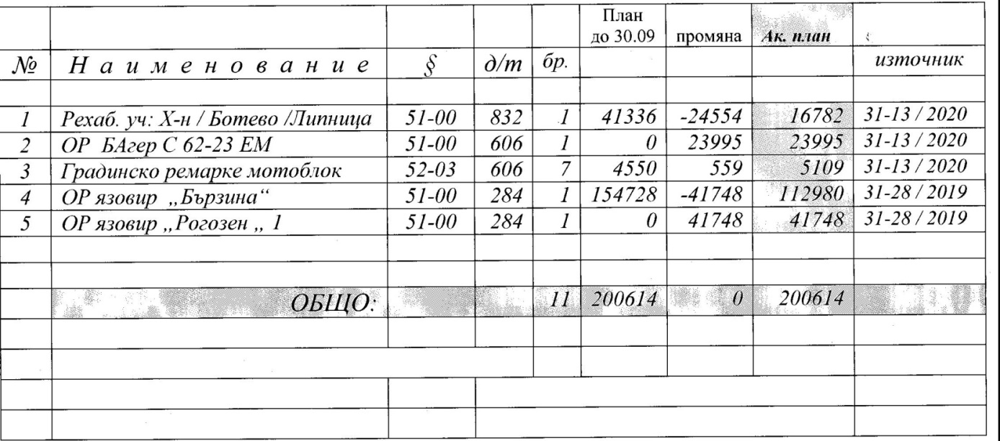 План
до 30.09 промяна Ак. план
№ Наименование § д/т бр. източник
1 Рехаб. уч: Х-н / Ботево /Липница 51-00 832 1 41336 -24554 16782 31-13 / 2020
2 ОР БАгер С 62-23 ЕМ 51-00 606 1 0 23995 23995 31-13 / 2020
3 Градинско ремарке мотоблок 52-03 606 7 4550 559 5109 31-13 / 2020
4 ОР язовир „Бързина“ 51-00 284 1 154728 -41748 112980 31-28 / 2019
5 ОР язовир „Рогозен „ 1 51-00 284 1 0 41748 41748 31-28 / 2019
ОБЩО: 11 200614 0 200614